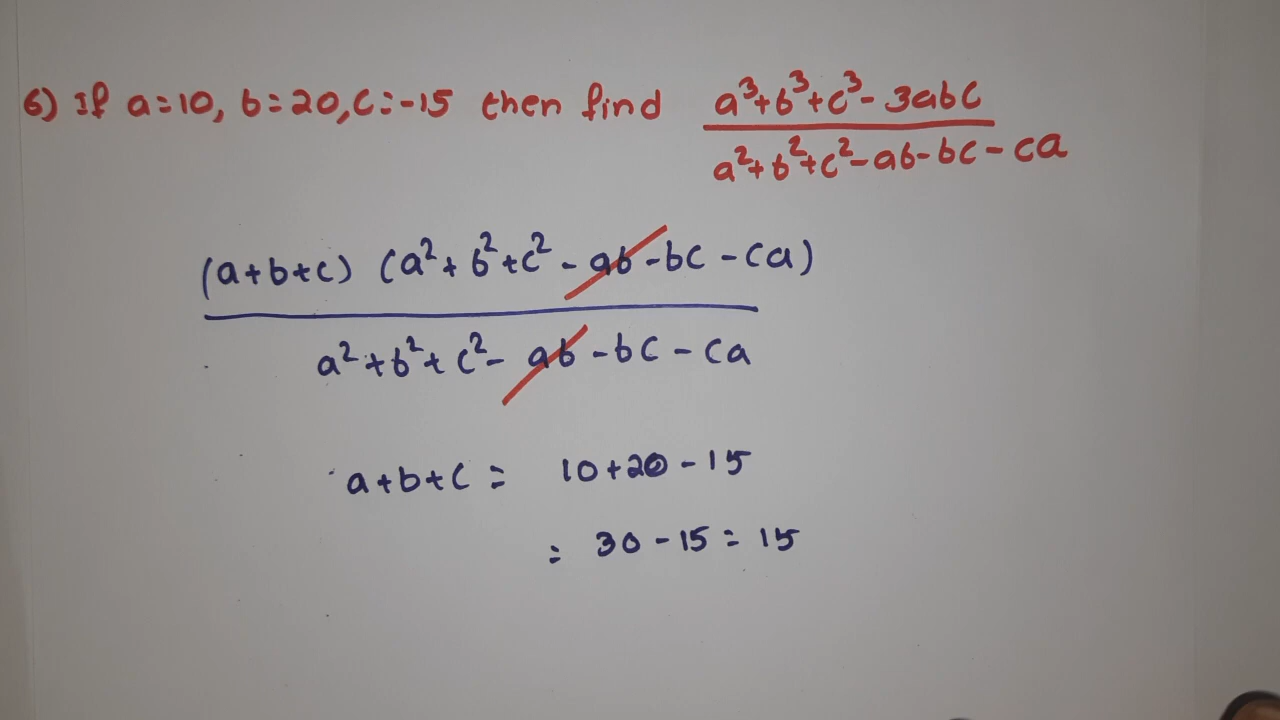 6) If a=10, b=20, c=-15 then find a³+b³+c³-3abc
a²+b²+c²-ab-bc-ca
(a+b+c) (a²+b²+c²-ab-bc-ca)
a²+b²+c²-ab-bc-ca
a+b+c = 10+20-15
= 30-15=15